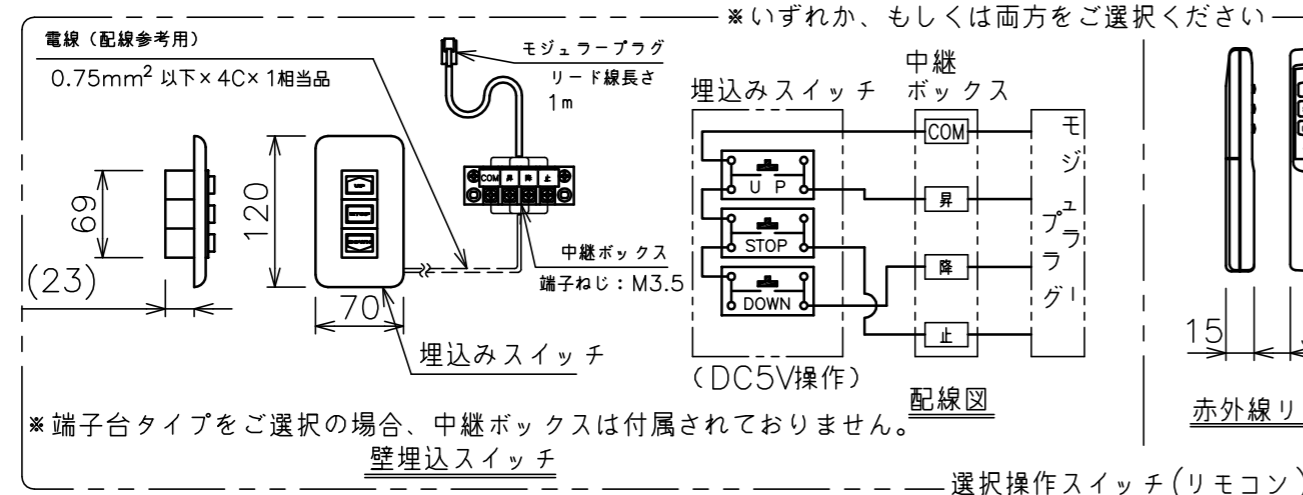 ※いずれか、もしくは両方をご選択ください
電線（配線参考用）
0.75mm² 以下×4C×1相当品
モジュラープラグ
リード線長さ
1m
69
(23)
120
70
UP
COM 昇 降 止
中継ボックス
端子ねじ：M3.5
埋込みスイッチ
埋込みスイッチ
中継
ボックス
COM
昇
降
止
UP
STOP
DOWN
モジュラープラグ
(DC5V操作)
配線図
※端子台タイプをご選択の場合、中継ボックスは付属されておりません。
壁埋込スイッチ
15
赤外線リ
選択操作スイッチ(リモコン)